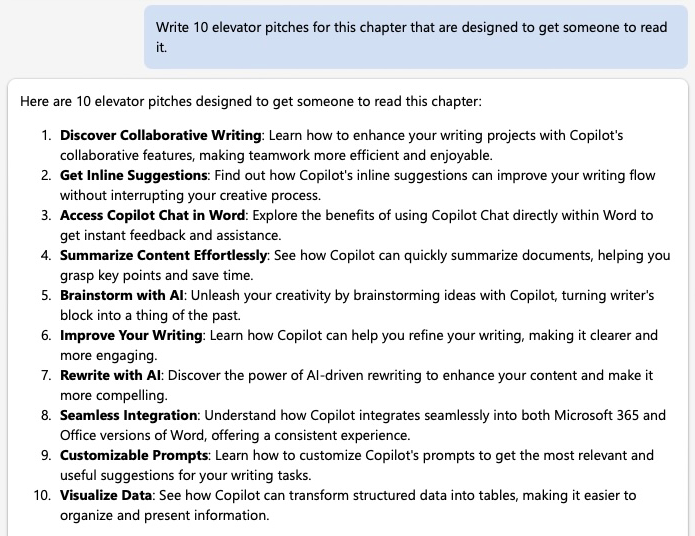 Write 10 elevator pitches for this chapter that are designed to get someone to read
it.
Here are 10 elevator pitches designed to get someone to read this chapter:
1. Discover Collaborative Writing: Learn how to enhance your writing projects with Copilot's
collaborative features, making teamwork more efficient and enjoyable.
2. Get Inline Suggestions: Find out how Copilot's inline suggestions can improve your writing flow
without interrupting your creative process.
3. Access Copilot Chat in Word: Explore the benefits of using Copilot Chat directly within Word to
get instant feedback and assistance.
4. Summarize Content Effortlessly: See how Copilot can quickly summarize documents, helping you
grasp key points and save time.
5. Brainstorm with AI: Unleash your creativity by brainstorming ideas with Copilot, turning writer's
block into a thing of the past.
6. Improve Your Writing: Learn how Copilot can help you refine your writing, making it clearer and
more engaging.
7. Rewrite with AI: Discover the power of AI-driven rewriting to enhance your content and make it
more compelling.
8. Seamless Integration: Understand how Copilot integrates seamlessly into both Microsoft 365 and
Office versions of Word, offering a consistent experience.
9. Customizable Prompts: Learn how to customize Copilot's prompts to get the most relevant and
useful suggestions for your writing tasks.
10. Visualize Data: See how Copilot can transform structured data into tables, making it easier to
organize and present information.